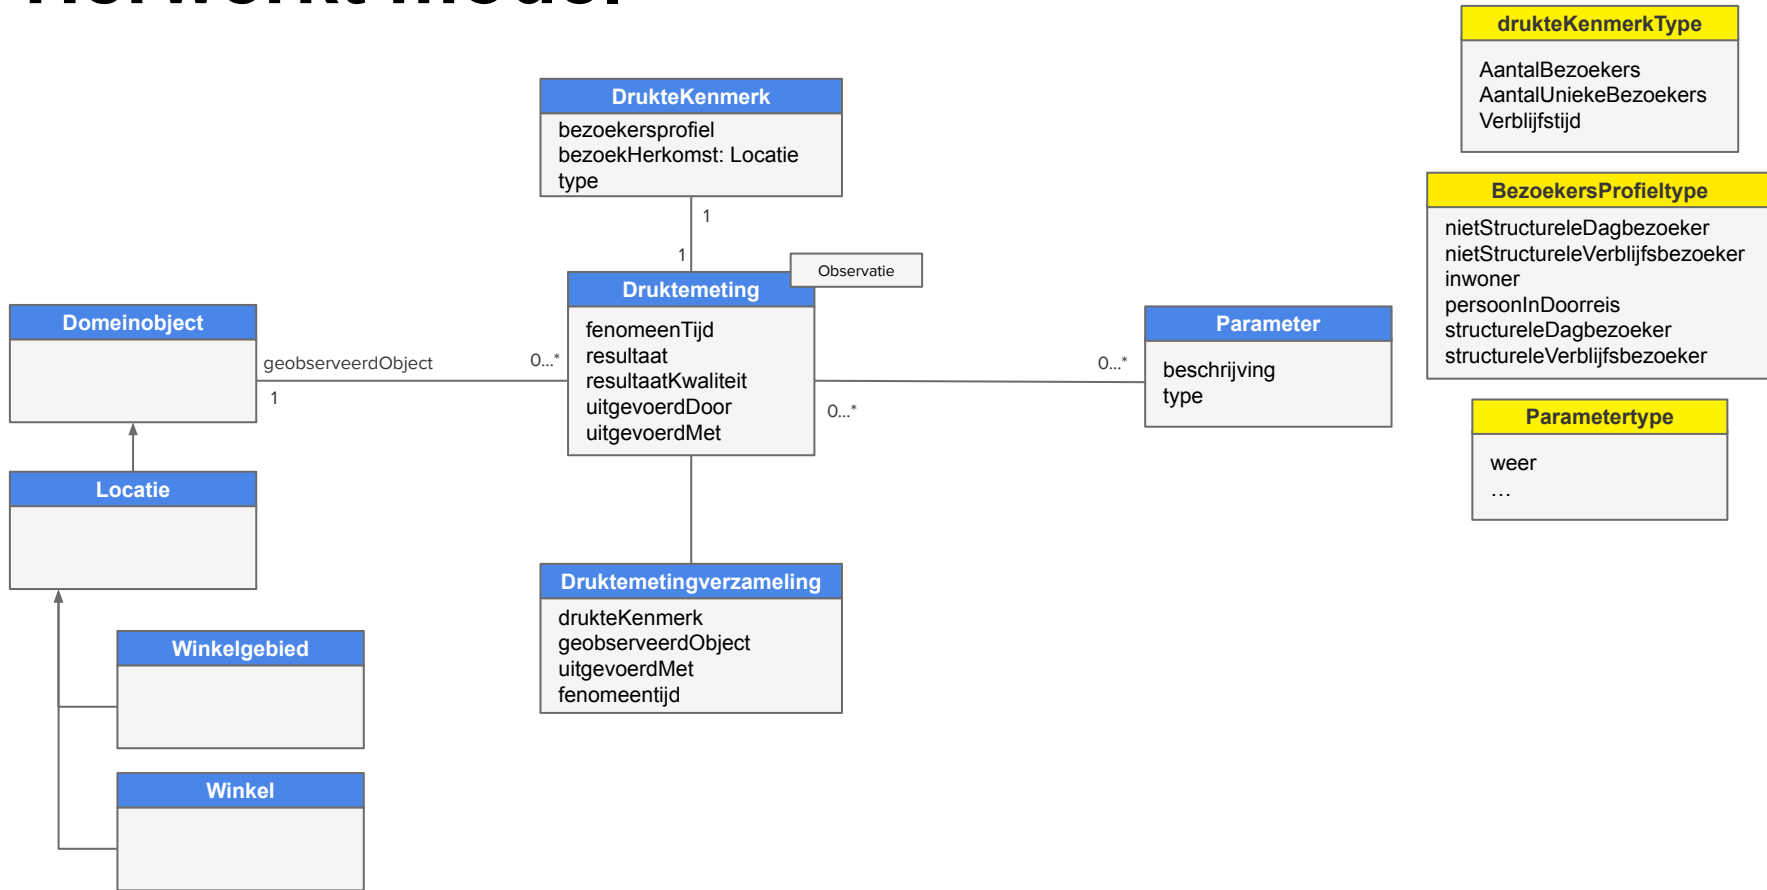 drukteKenmerkType
AantalBezoekers
AantalUniekeBezoekers
Verblijfstijd
DrukteKenmerk
bezoekersprofiel
bezoekHerkomst: Locatie
type
1
1
BezoekersProfieltype
nietStructureleDagbezoeker
nietStructureleVerblijfsbezoeker
inwoner
persoonInDoorreis
structureleDagbezoeker
structureleVerblijfsbezoeker
Observatie
Druktemeting
fenomeenTijd
resultaat
resultaatKwaliteit
uitgevoerdDoor
uitgevoerdMet
Domeinobject
geobserveerdObject
0...*
1
0...*
0...*
Parameter
beschrijving
type
Parametertype
weer
...
Locatie
Druktemetingverzameling
drukteKenmerk
geobserveerdObject
uitgevoerdMet
fenomeentijd
Winkelgebied
Winkel